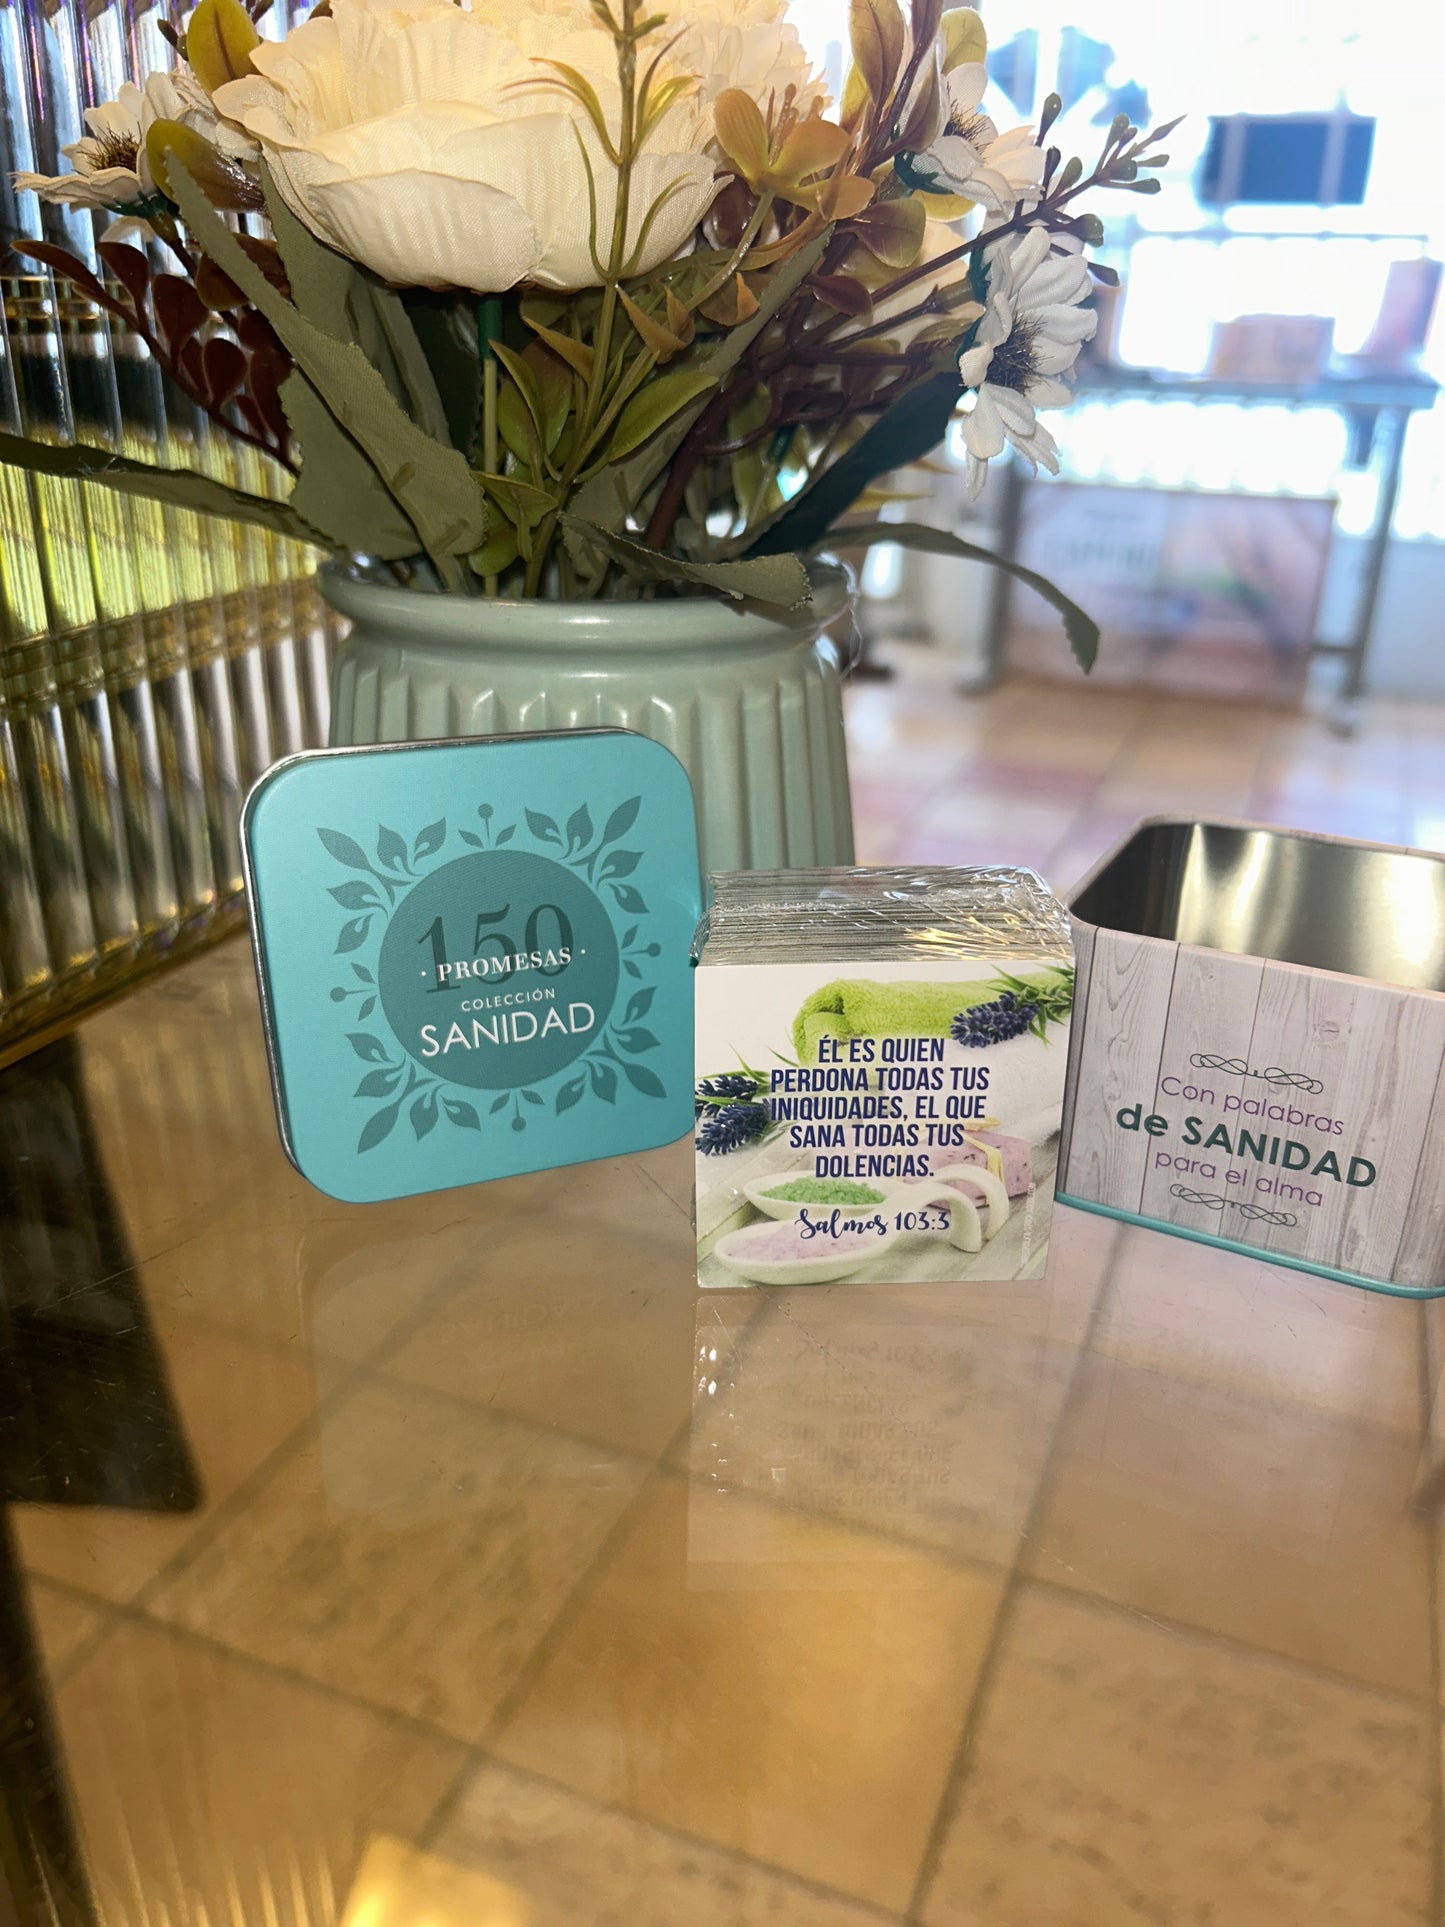 150
· PROMESAS ·
COLECCIÓN
SANIDAD
ÉL ES QUIEN
PERDONA TODAS TUS
INIQUIDADES, EL QUE
SANA TODAS TUS
DOLENCIAS.
Salmos 103:3
Con palabras
de SANIDAD
para el alma